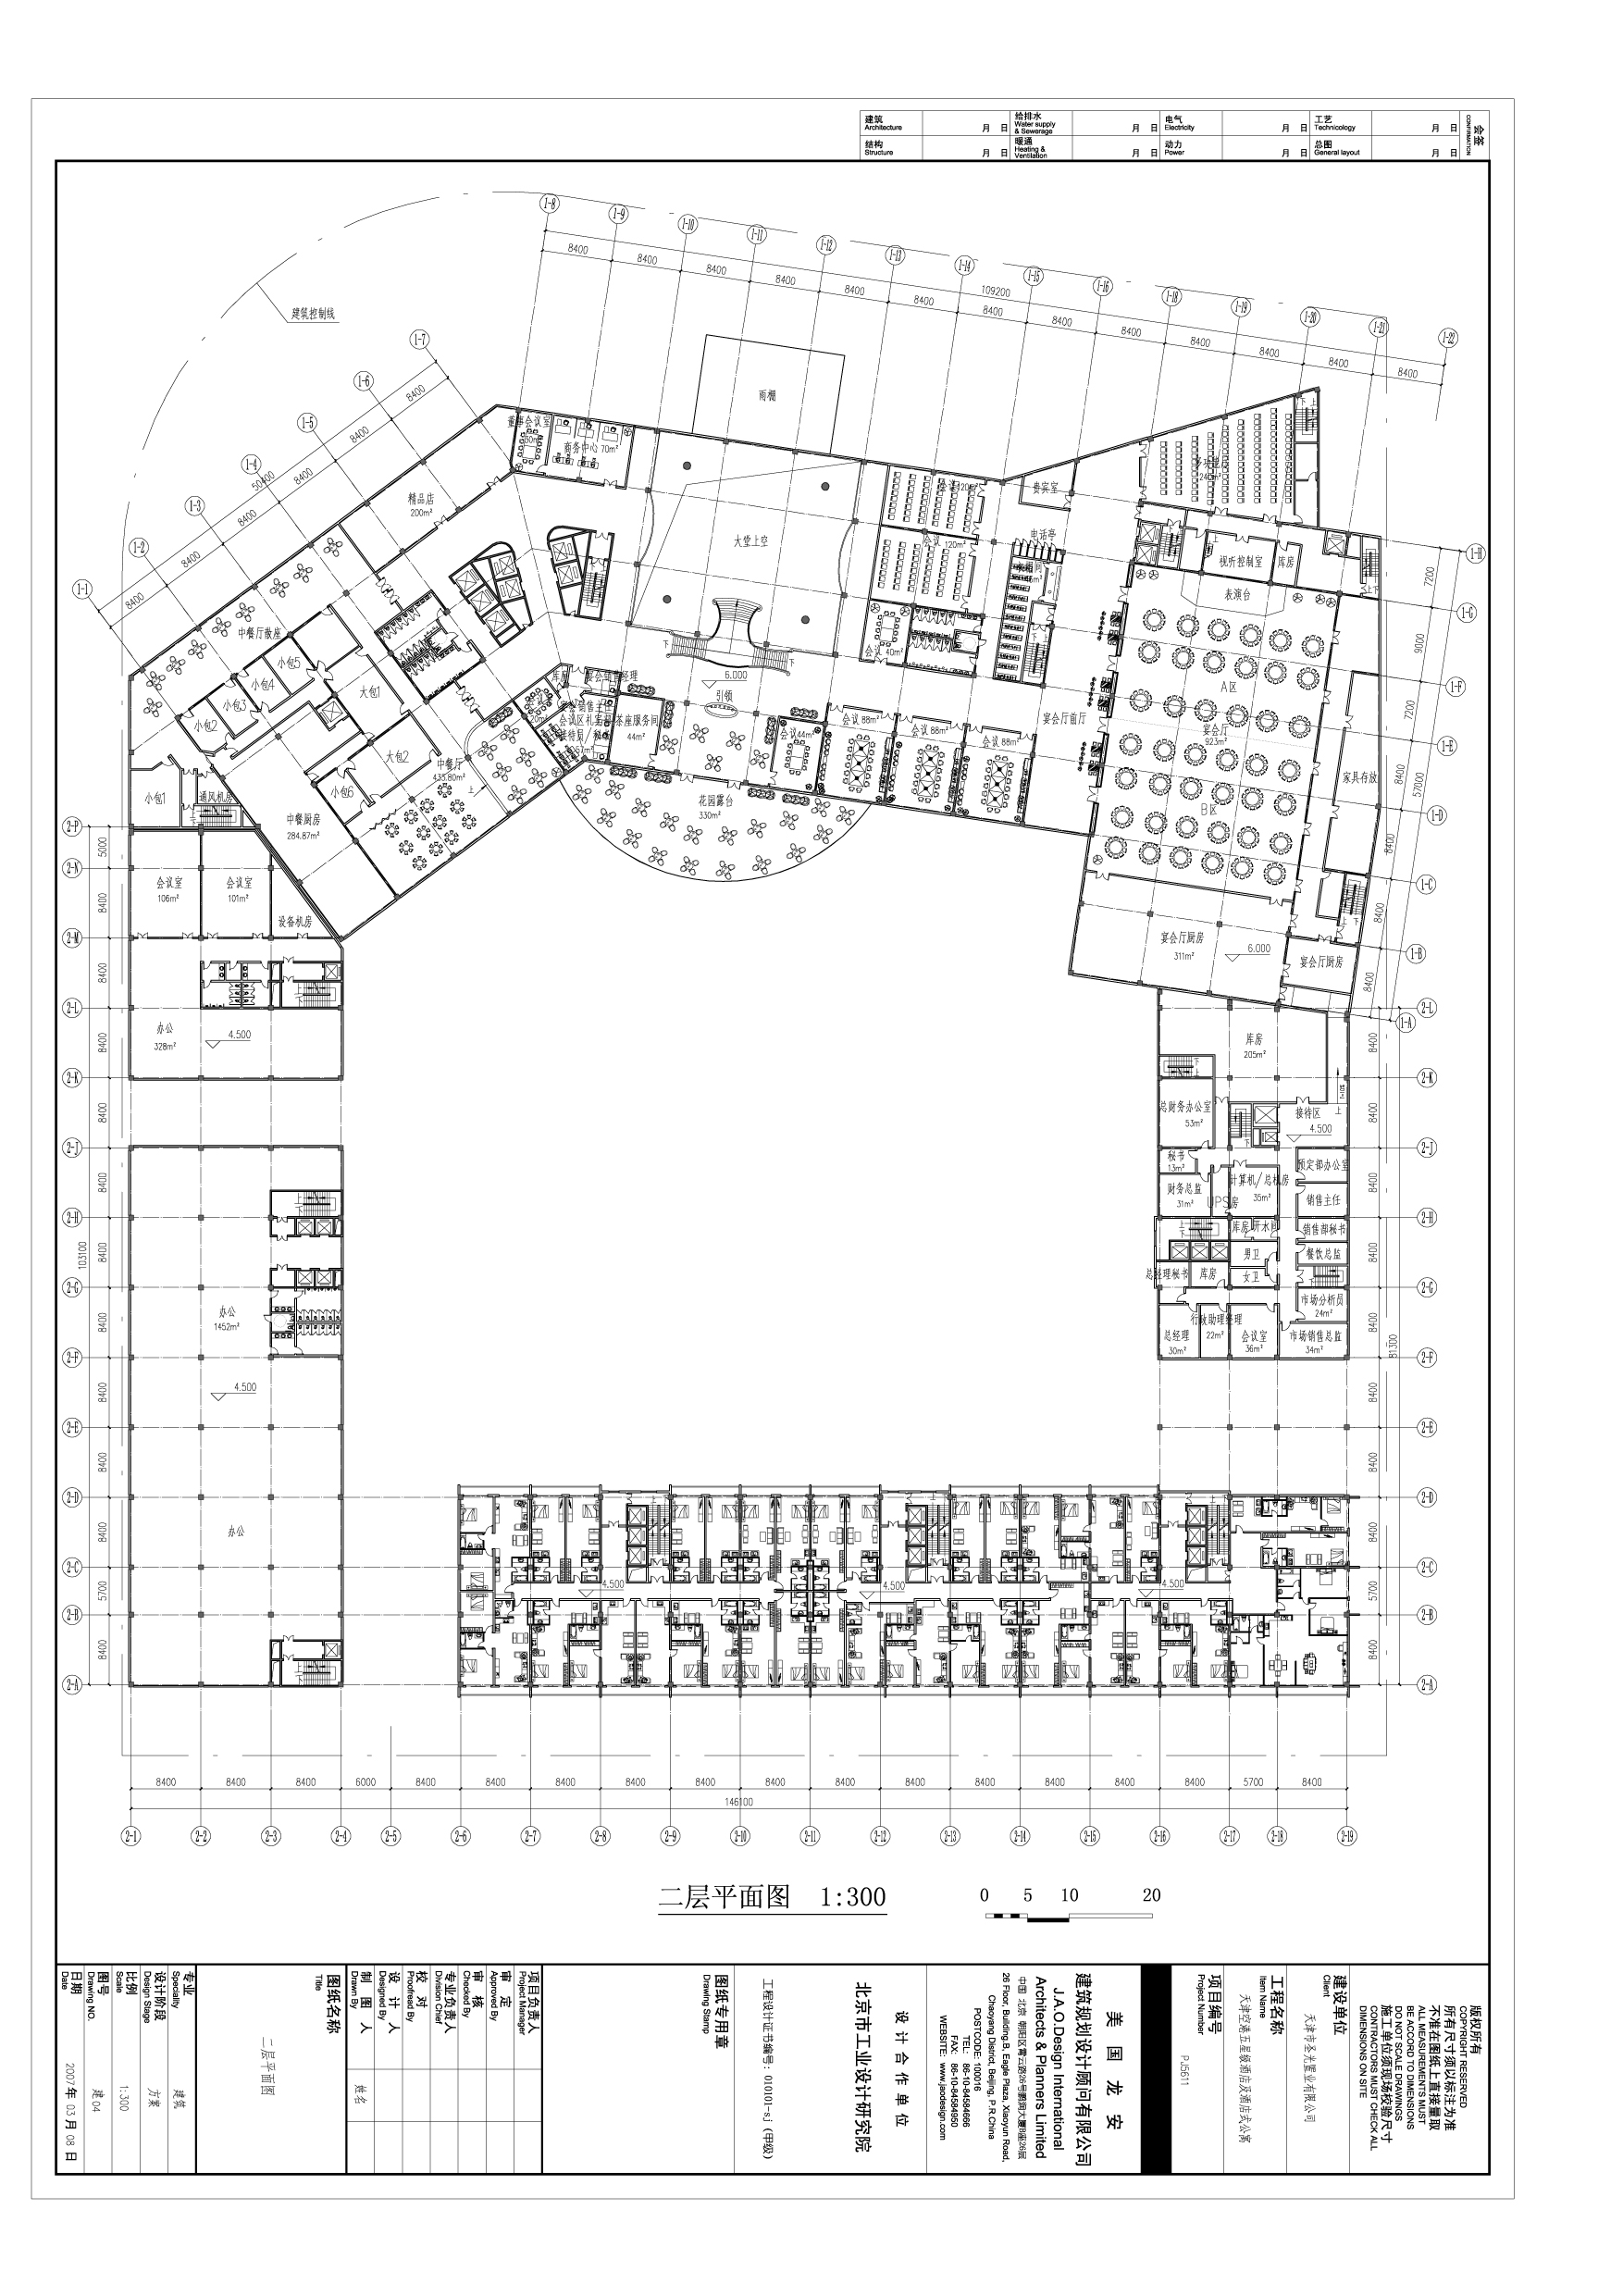 建筑
Architecture
月 日
给排水
Water supply
& Sewerage
月 日
电气
Electricity
月 日
工艺
Technicology
月 日
会签
CONFIRMATION
结构
Structure
月 日
暖通
Heating &
Ventilation
月 日
动力
Power
月 日
总图
General layout
月 日
1-8
1-9
1-10
1-11
1-12
1-13
1-14
1-15
1-16
1-18
1-19
1-20
1-21
1-22
8400
8400
8400
8400
8400
8400
8400
8400
8400
8400
8400
8400
8400
109200
建筑控制线
1-7
1-6
1-5
1-4
1-3
1-2
1-1
8400
8400
8400
8400
8400
8400
50400
雨棚
董事会议室
商务中心 70m²
精品店
200m²
大堂上空
会议 120m²
贵宾室
电话亭
会议 40m²
视听控制室
库房
表演台
中餐厅散座
小包5
小包4
小包3
小包2
大包1
大包2
小包6
小包1
通风机房
中餐厅
433.80m²
中餐厨房
284.87m²
库房
茶座服务间
44m²
6.000
引领
会议44m²
会议 88m²
会议 88m²
会议 88m²
花园露台
330m²
宴会厅前厅
A区
宴会厅
923m²
B区
家具存放
宴会厅厨房
311m²
6.000
宴会厅厨房
1-H
1-G
1-F
1-E
1-D
1-C
1-B
1-A
7200
9000
7200
8400
5700
8400
8400
8400
2-P
2-N
2-M
2-L
2-K
2-J
2-H
2-G
2-F
2-E
2-D
2-C
2-B
2-A
5000
8400
8400
8400
8400
8400
8400
8400
8400
8400
8400
5700
8400
103100
会议室
106m²
会议室
101m²
设备机房
办公
328m²
4.500
办公
1452m²
4.500
办公
库房
205m²
总财务办公室
53m²
接待区
上
4.500
秘书
13m²
预定部办公室
财务总监
31m²
计算机/总机房
35m²
UPS房
销售主任
库房
开水间
销售部秘书
男卫
餐饮总监
总经理秘书
库房
女卫
市场分析员
24m²
行政助理经理
22m²
总经理
30m²
会议室
36m²
市场销售总监
34m²
2-L
2-K
2-J
2-H
2-G
2-F
2-E
2-D
2-C
2-B
2-A
8400
8400
8400
8400
8400
8400
8400
8400
5700
8400
81300
4.500
4.500
4.500
8400
8400
8400
6000
8400
8400
8400
8400
8400
8400
8400
8400
8400
8400
8400
8400
5700
8400
146100
2-1
2-2
2-3
2-4
2-5
2-6
2-7
2-8
2-9
2-10
2-11
2-12
2-13
2-14
2-15
2-16
2-17
2-18
2-19
二层平面图 1:300
0 5 10 20
版权所有
COPYRIGHT RESERVED
所有尺寸须以标注为准
不准在图纸上直接量取
ALL MEASUREMENTS MUST
BE ACCORD TO DIMENSIONS
DO NOT SCALE DRAWINGS
施工单位须现场校验尺寸
CONTRACTORS MUST CHECK ALL
DIMENSIONS ON SITE
建设单位
Client
天津市圣光置业有限公司
工程名称
Item Name
天津空港五星级酒店及酒店式公寓
项目编号
Project Number
PJ5611
美国龙安
建筑规划设计顾问有限公司
J.A.O.Design International
Architects & Planners Limited
中国 北京 朝阳区霄云路26号鹏润大厦B座26层
26 Floor, Building.B, Eagle Plaza, Xiaoyun Road,
Chaoyang District, Beijing, P.R.China
POSTCODE: 100016
TEL: 86-10-84584666
FAX: 86-10-84584950
WEBSITE: www.jaodesign.com
设计合作单位
北京市工业设计研究院
工程设计证书编号: 010101-sj (甲级)
图纸专用章
Drawing Stamp
项目负责人
Project Manager
审 定
Approved By
审 核
Checked By
专业负责人
Division Chief
校 对
Proofread By
设 计 人
Designed By
制 图 人
Drawn By
姓名
图纸名称
Title
二层平面图
专业
Speciality
建筑
设计阶段
Design Stage
方案
比例
Scale
1:300
图号
Drawing NO.
建04
日期
Date
2007 年 03 月 08 日